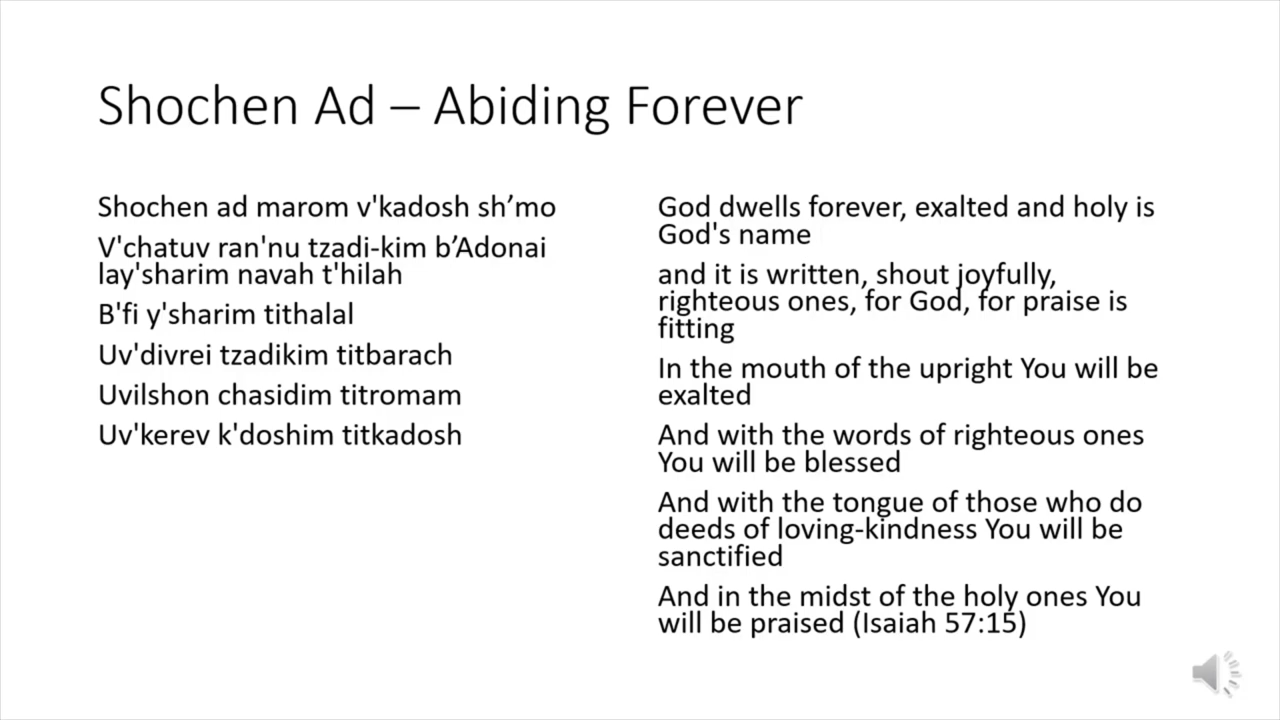 Shochen Ad – Abiding Forever
Shochen ad marom v'kadosh sh’mo
V'chatuv ran'nu tzadi-kim b’Adonai
lay'sharim navah t'hilah
B'fi y'sharim tithalal
Uv'divrei tzadikim titbarach
Uvilshon chasidim titromam
Uv'kerev k'doshim titkadosh
God dwells forever, exalted and holy is
God's name
and it is written, shout joyfully,
righteous ones, for God, for praise is
fitting
In the mouth of the upright You will be
exalted
And with the words of righteous ones
You will be blessed
And with the tongue of those who do
deeds of loving-kindness You will be
sanctified
And in the midst of the holy ones You
will be praised (Isaiah 57:15)